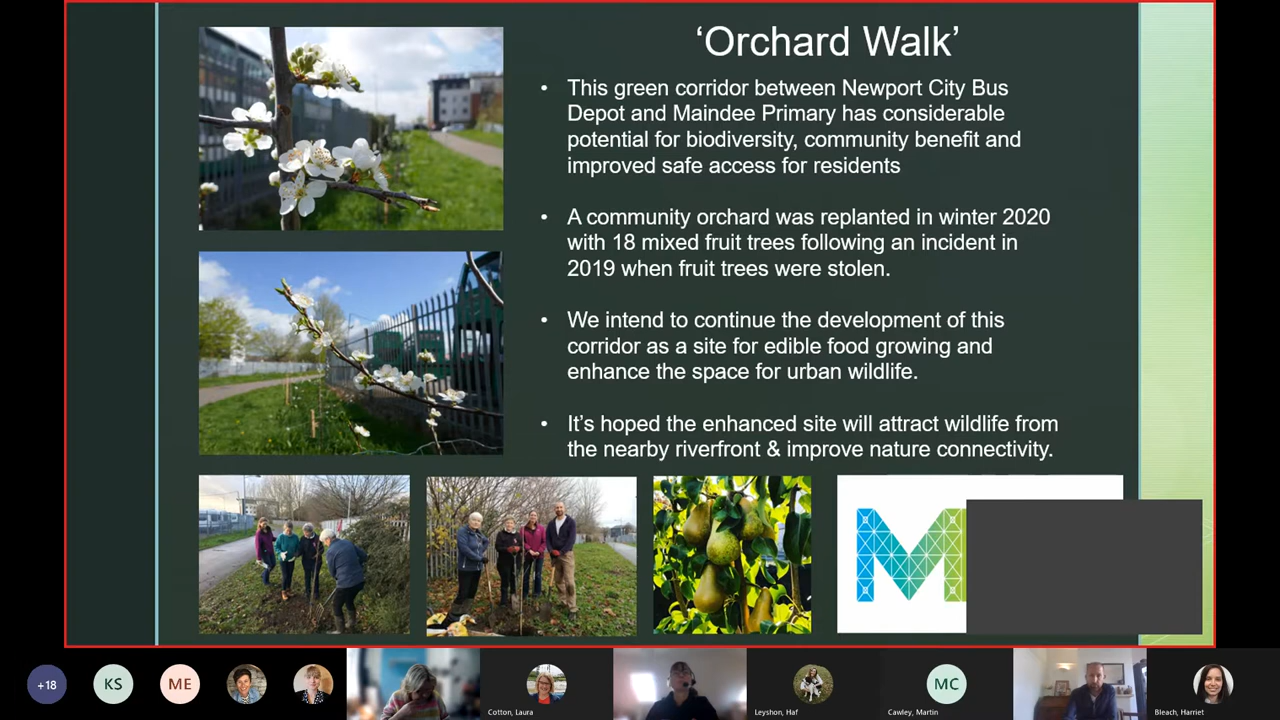 ‘Orchard Walk’
• This green corridor between Newport City Bus
Depot and Maindee Primary has considerable
potential for biodiversity, community benefit and
improved safe access for residents
• A community orchard was replanted in winter 2020
with 18 mixed fruit trees following an incident in
2019 when fruit trees were stolen.
• We intend to continue the development of this
corridor as a site for edible food growing and
enhance the space for urban wildlife.
• It’s hoped the enhanced site will attract wildlife from
the nearby riverfront & improve nature connectivity.
M
+18
KS
ME
Cotton, Laura
Leyshon, Haf
MC
Cawley, Martin
Bleach, Harriet